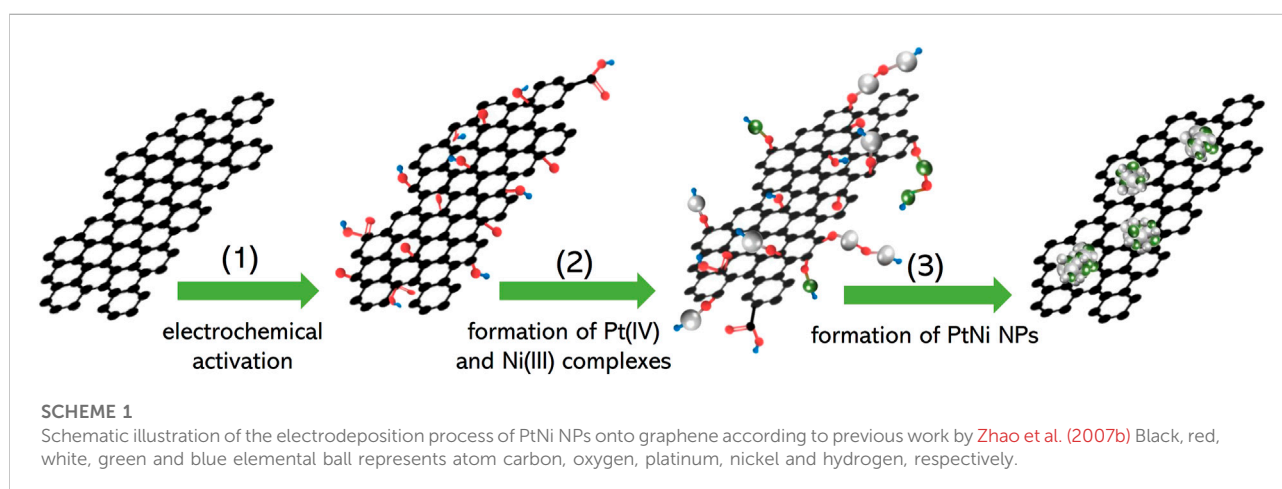 (1)
electrochemical
activation
(2)
formation of Pt(IV)
and Ni(III) complexes
(3)
formation of PtNi NPs
SCHEME 1
Schematic illustration of the electrodeposition process of PtNi NPs onto graphene according to previous work by Zhao et al. (2007b) Black, red,
white, green and blue elemental ball represents atom carbon, oxygen, platinum, nickel and hydrogen, respectively.